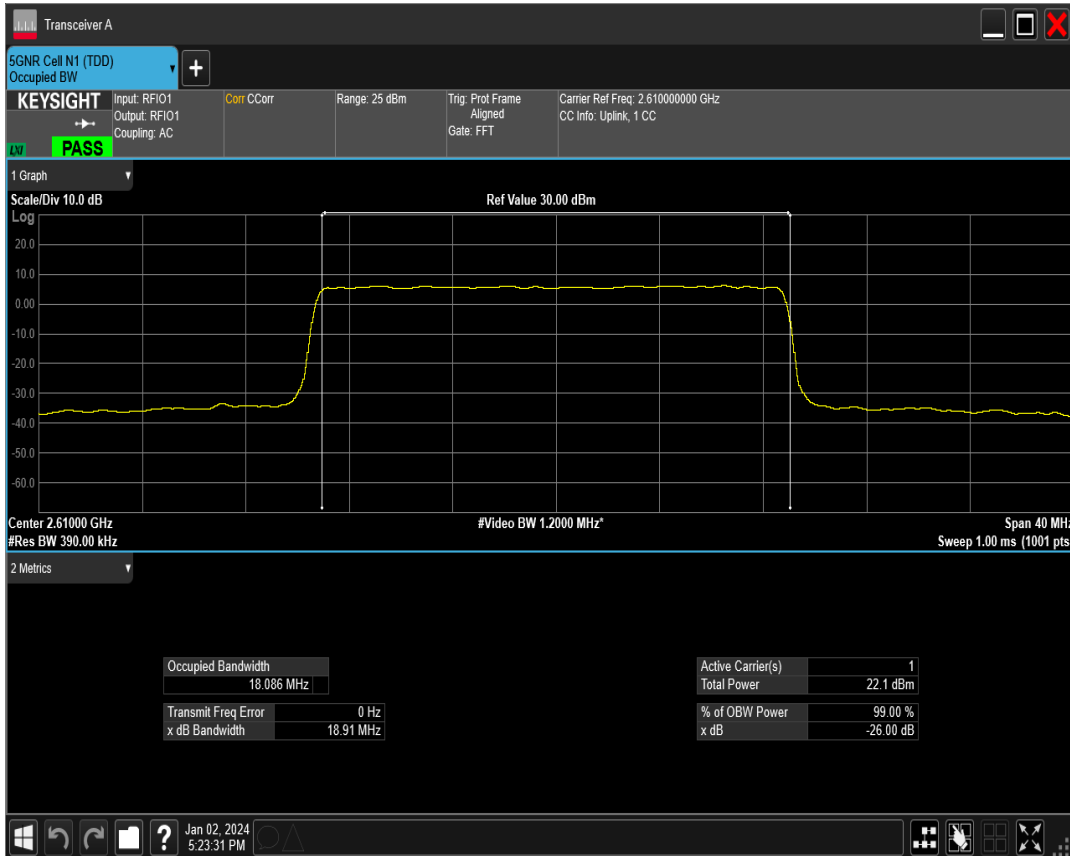 Transceiver A
5GNR Cell N1 (TDD)
Occupied BW
+
KEYSIGHT
LXI
PASS
Input: RFIO1
Output: RFIO1
Coupling: AC
Corr CCorr
Range: 25 dBm
Trig: Prot Frame
Aligned
Gate: FFT
Carrier Ref Freq: 2.610000000 GHz
CC Info: Uplink, 1 CC
1 Graph
Scale/Div 10.0 dB
Ref Value 30.00 dBm
Log
20.0
10.0
0.00
-10.0
-20.0
-30.0
-40.0
-50.0
-60.0
Center 2.61000 GHz
#Video BW 1.2000 MHz*
Span 40 MHz
#Res BW 390.00 kHz
Sweep 1.00 ms (1001 pts
2 Metrics
Occupied Bandwidth
18.086 MHz
Transmit Freq Error 0 Hz
x dB Bandwidth 18.91 MHz
Active Carrier(s) 1
Total Power 22.1 dBm
% of OBW Power 99.00 %
x dB -26.00 dB
?
Jan 02, 2024
5:23:31 PM